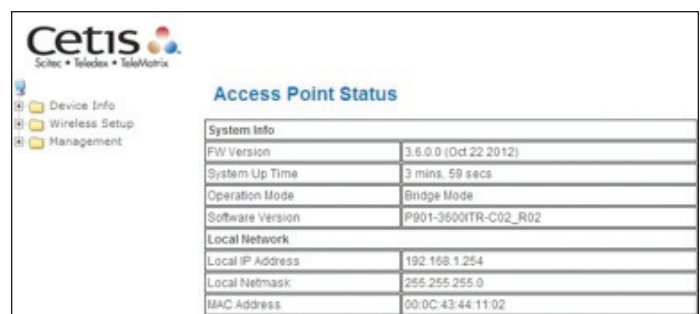 Cetis
Scitec • Teledex • TeleMatrix
Device Info
Wireless Setup
Management
Access Point Status
System Info
FW Version 3.6.0.0 (Oct 22 2012)
System Up Time 3 mins, 59 secs
Operation Mode Bridge Mode
Software Version P901-3600ITR-C02_R02
Local Network
Local IP Address 192.168.1.254
Local Netmask 255.255.255.0
MAC Address 00:0C:43:44:11:02